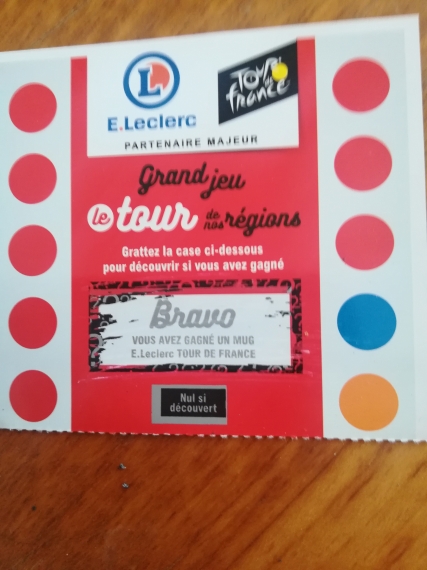 L
E.Leclerc
TOUR
de
france
PARTENAIRE MAJEUR
Grand jeu
le tour de nos régions
Grattez la case ci-dessous
pour découvrir si vous avez gagné
Bravo
VOUS AVEZ GAGNÉ UN MUG
E.Leclerc TOUR DE FRANCE
Nul si
découvert